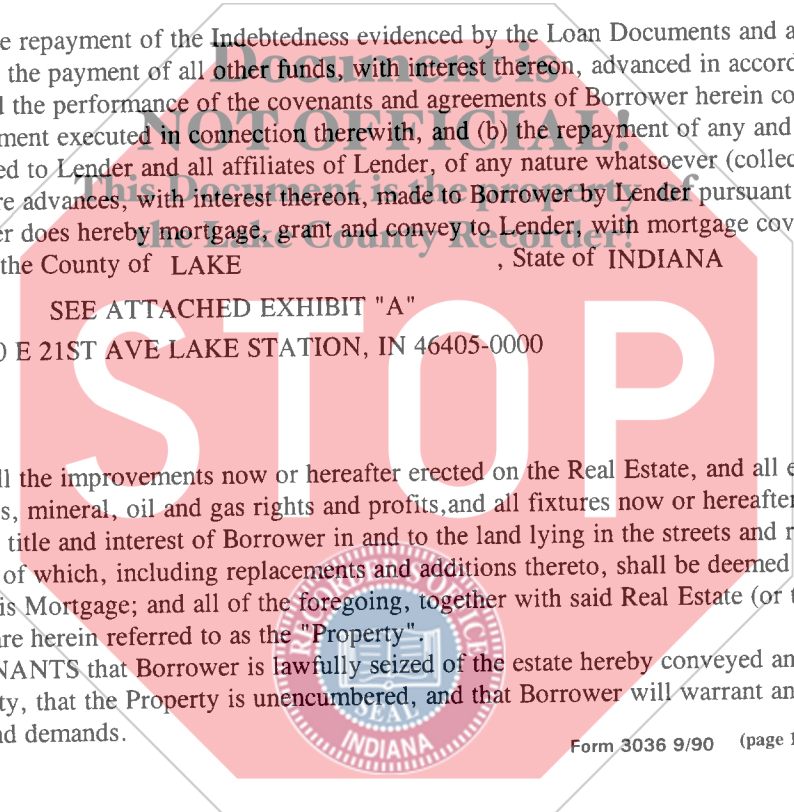 e repayment of the Indebtedness evidenced by the Loan Documents and a
Document is
the payment of all other funds, with interest thereon, advanced in accord
d the performance of the covenants and agreements of Borrower herein co
NOT OFFICIAL!
ment executed in connection therewith, and (b) the repayment of any and
ed to Lender and all affiliates of Lender, of any nature whatsoever (collec
This Document is the property of
re advances, with interest thereon, made to Borrower by Lender pursuant
er does hereby mortgage, grant and convey to Lender, with mortgage cov
the Lake County Recorder!
the County of LAKE , State of INDIANA
SEE ATTACHED EXHIBIT "A"
0 E 21ST AVE LAKE STATION, IN 46405-0000
STOP
ll the improvements now or hereafter erected on the Real Estate, and all e
s, mineral, oil and gas rights and profits,and all fixtures now or hereafter
title and interest of Borrower in and to the land lying in the streets and r
of which, including replacements and additions thereto, shall be deemed
is Mortgage; and all of the foregoing, together with said Real Estate (or t
are herein referred to as the "Property".
NANTS that Borrower is lawfully seized of the estate hereby conveyed an
ty, that the Property is unencumbered, and that Borrower will warrant an
nd demands.
RECORDER'S OFFICE
SEAL
INDIANA
Form 3036 9/90 (page 1